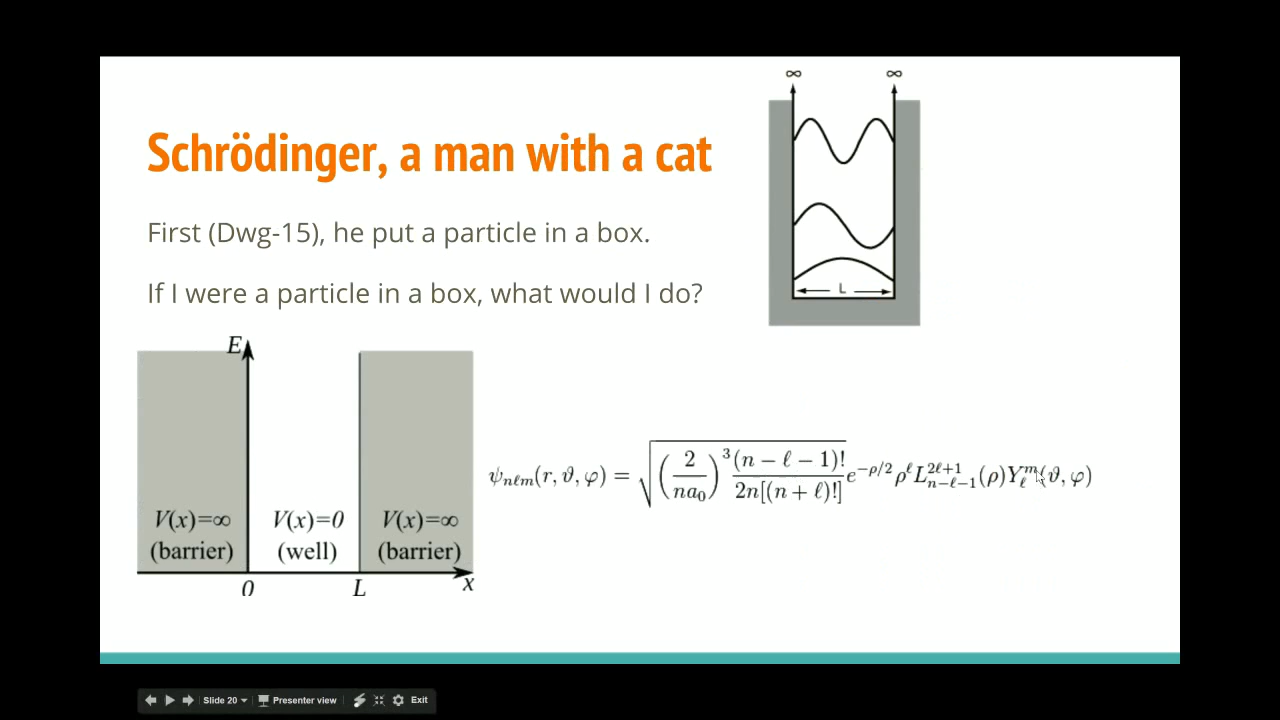 ∞ ∞
Schrödinger, a man with a cat
First (Dwg-15), he put a particle in a box.
If I were a particle in a box, what would I do?
L
E
V(x)=∞ V(x)=0 V(x)=∞
(barrier) (well) (barrier)
0 L x
ψₙℓₘ(r, ϑ, φ) = √((2/na₀)³ (n − ℓ − 1)!/2n[(n + ℓ)!]) e^{−ρ/2} ρ^ℓ L_{n−ℓ−1}^{2ℓ+1}(ρ) Y_ℓ^m(ϑ, φ)
Slide 20 Presenter view Exit